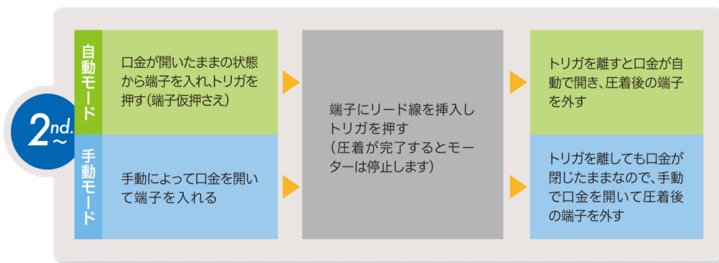 2nd.
〜
自動モード
口金が開いたままの状態
から端子を入れ、トリガを
押す（端子仮押さえ）
手動モード
手動によって口金を開い
て端子を入れる
端子にリード線を挿入し
トリガを押す
（圧着が完了するとモー
ターは停止します）
トリガを離すと口金が自
動で開き、圧着後の端子
を外す
トリガを離しても口金が
閉じたままなので、手動
で口金を開いて圧着後
の端子を外す